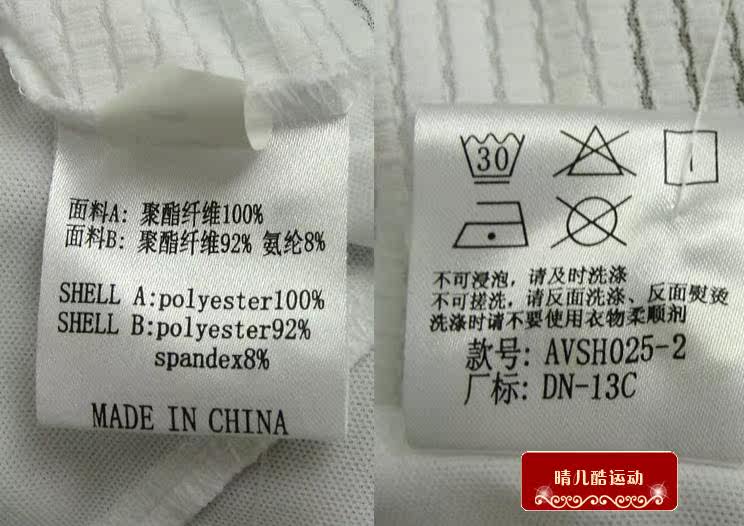 面料A: 聚酯纤维100%
面料B: 聚酯纤维92% 氨纶8%
SHELL A:polyester100%
SHELL B:polyester92%
spandex8%
MADE IN CHINA
30
不可浸泡，请及时洗涤
不可搓洗，请反面洗涤、反面熨烫
洗涤时请不要使用衣物柔顺剂
款号: AVSH025-2
厂标: DN-13C
晴几酷运动